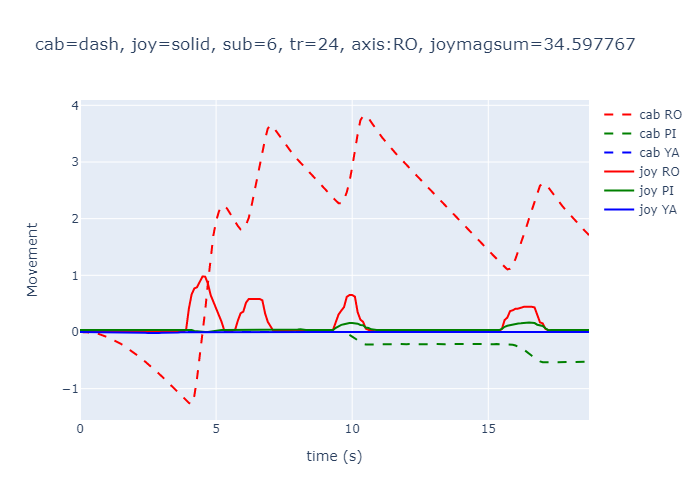 cab=dash, joy=solid, sub=6, tr=24, axis:RO, joymagsum=34.597767
4
3
2
1
0
−1
Movement
0
5
10
15
time (s)
cab RO
cab PI
cab YA
joy RO
joy PI
joy YA